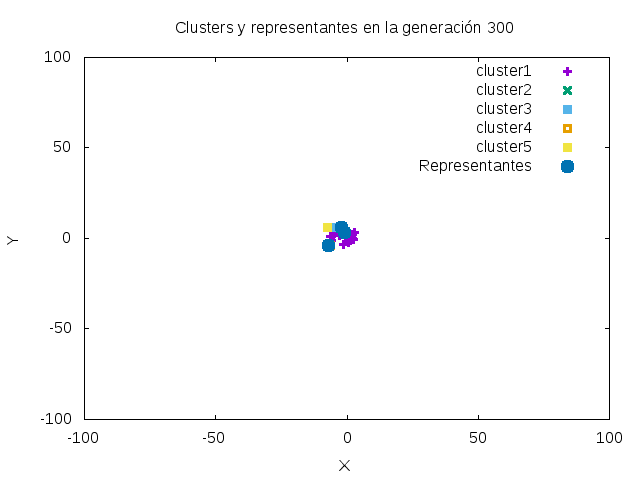 Clusters y representantes en la generación 300
100
50
0
-50
-100
-100
-50
0
50
100
X
Y
cluster1
cluster2
cluster3
cluster4
cluster5
Representantes